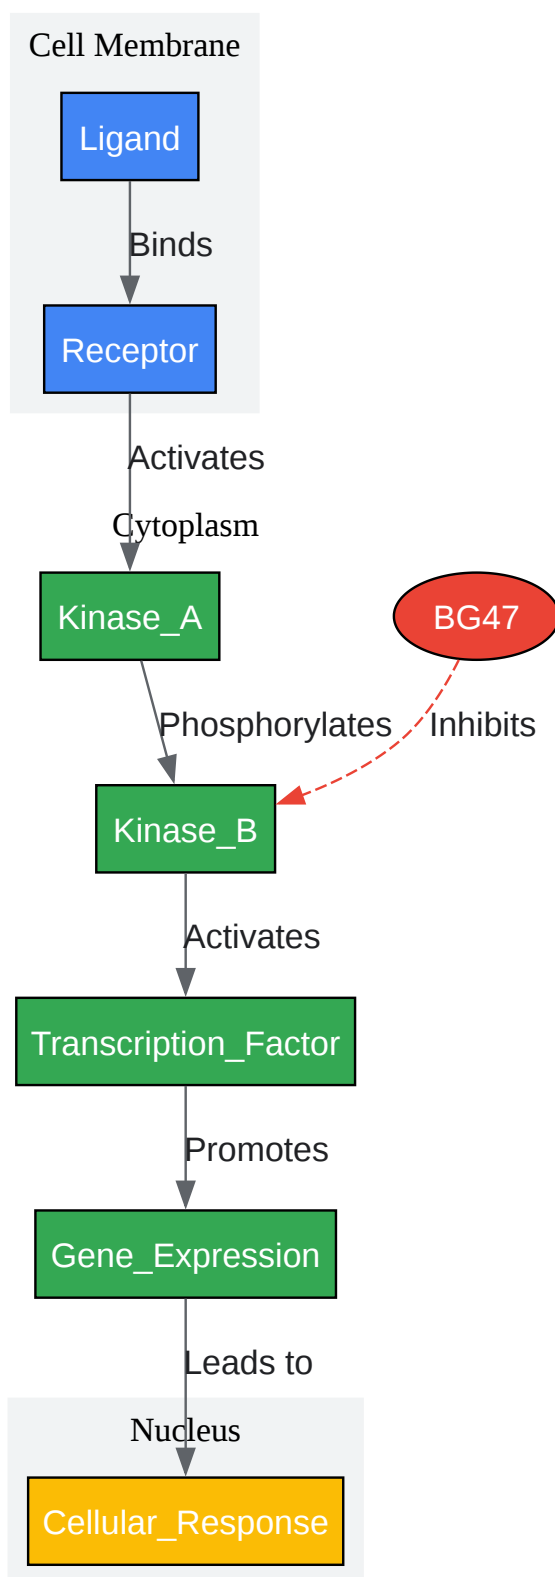 Cell Membrane
Ligand
Binds
Receptor
Activates
Cytoplasm
Kinase_A
BG47
Phosphorylates
Inhibits
Kinase_B
Activates
Transcription_Factor
Promotes
Gene_Expression
Leads to
Nucleus
Cellular_Response